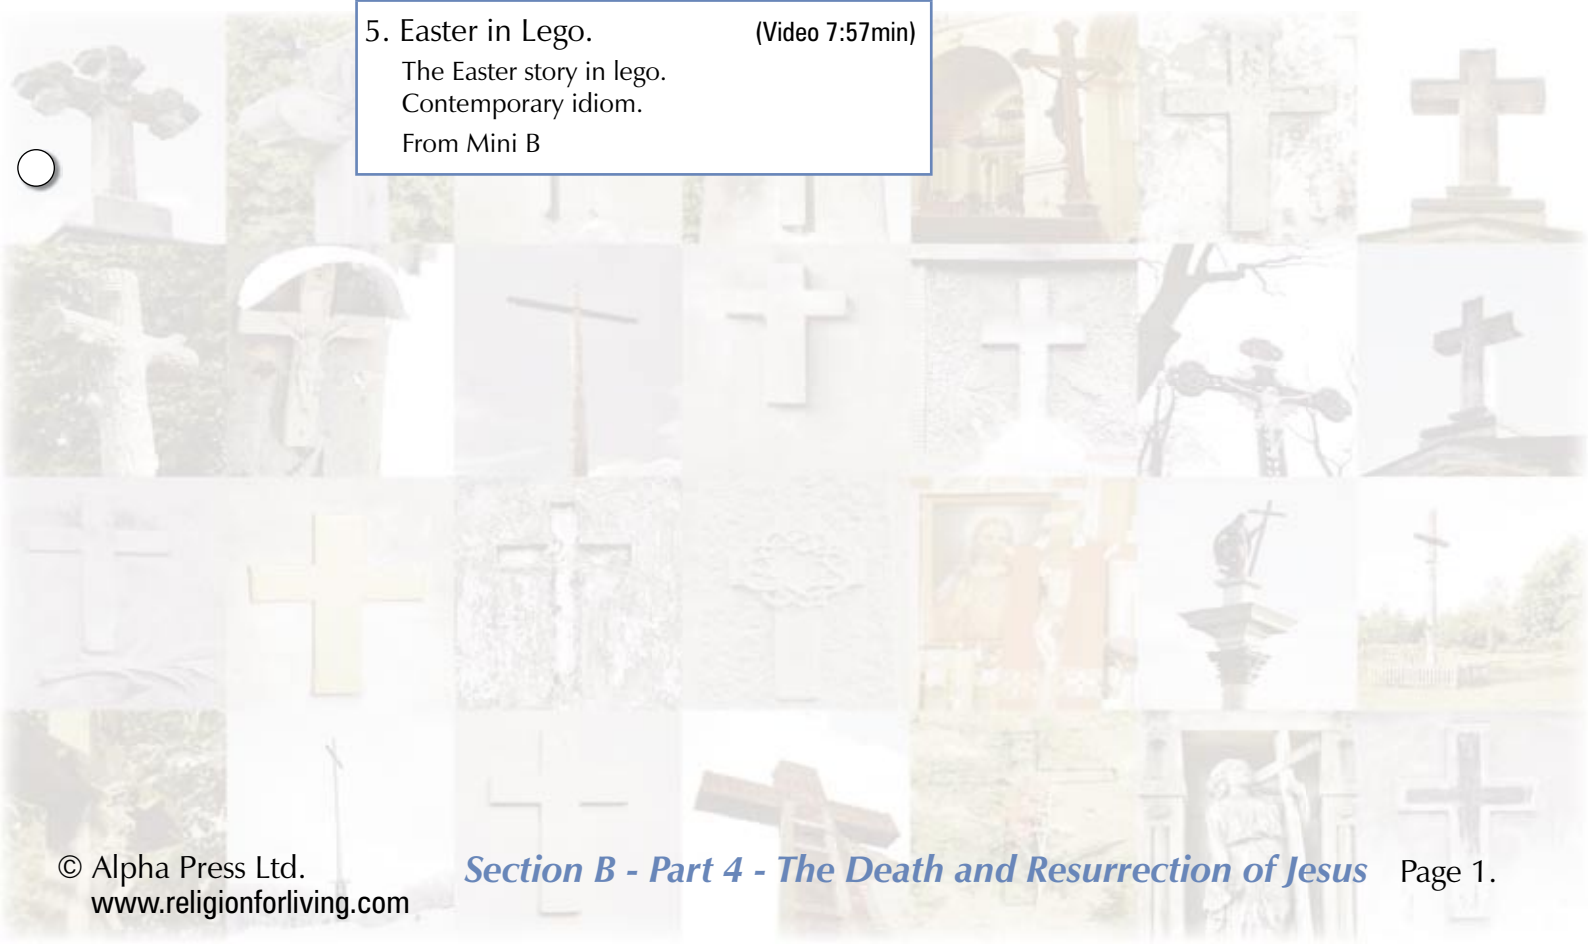 5. Easter in Lego. (Video 7:57min)
The Easter story in lego.
Contemporary idiom.
From Mini B
© Alpha Press Ltd. Section B - Part 4 - The Death and Resurrection of Jesus Page 1.
www.religionforliving.com